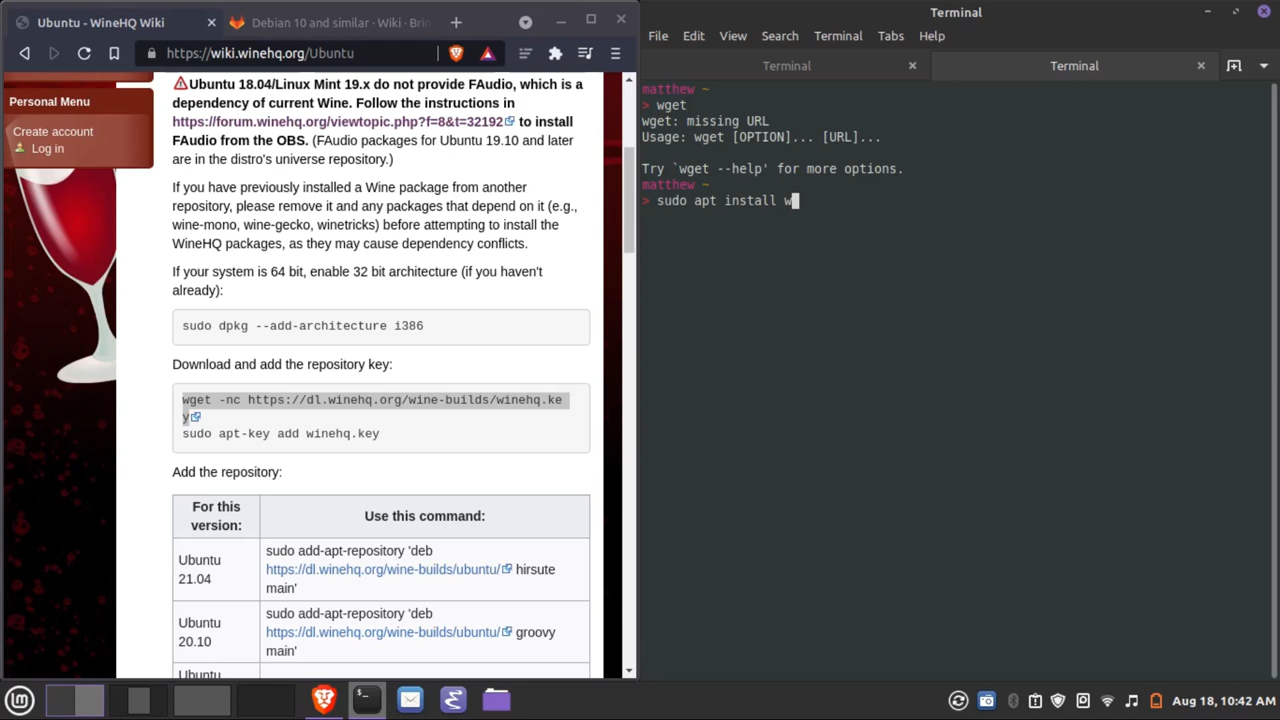 Ubuntu - WineHQ Wiki
Debian 10 and similar · Wiki · Brin
https://wiki.winehq.org/Ubuntu
Personal Menu
Create account
Log in
Ubuntu 18.04/Linux Mint 19.x do not provide FAudio, which is a
dependency of current Wine. Follow the instructions in
https://forum.winehq.org/viewtopic.php?f=8&t=32192 to install
FAudio from the OBS. (FAudio packages for Ubuntu 19.10 and later
are in the distro's universe repository.)
If you have previously installed a Wine package from another
repository, please remove it and any packages that depend on it (e.g.,
wine-mono, wine-gecko, winetricks) before attempting to install the
WineHQ packages, as they may cause dependency conflicts.
If your system is 64 bit, enable 32 bit architecture (if you haven't
already):
sudo dpkg --add-architecture i386
Download and add the repository key:
wget -nc https://dl.winehq.org/wine-builds/winehq.ke
y
sudo apt-key add winehq.key
Add the repository:
For this
version:
Use this command:
Ubuntu
21.04
sudo add-apt-repository 'deb
https://dl.winehq.org/wine-builds/ubuntu/ hirsute
main'
Ubuntu
20.10
sudo add-apt-repository 'deb
https://dl.winehq.org/wine-builds/ubuntu/ groovy
main'
Ubuntu
Terminal
File Edit View Search Terminal Tabs Help
Terminal
Terminal
matthew ~
> wget
wget: missing URL
Usage: wget [OPTION]... [URL]...
Try `wget --help' for more options.
matthew ~
> sudo apt install w
Aug 18, 10:42 AM